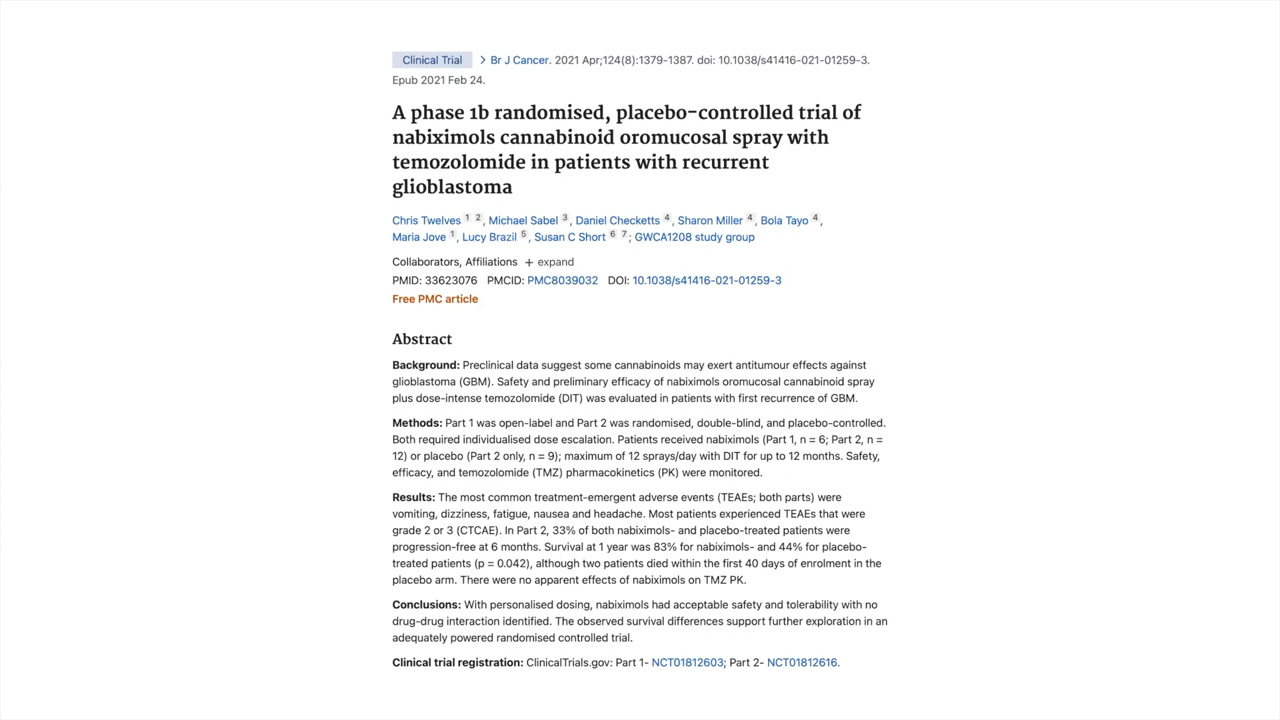 Clinical Trial > Br J Cancer. 2021 Apr;124(8):1379-1387. doi: 10.1038/s41416-021-01259-3.
Epub 2021 Feb 24.
A phase 1b randomised, placebo-controlled trial of
nabiximols cannabinoid oromucosal spray with
temozolomide in patients with recurrent
glioblastoma
Chris Twelves 1 2, Michael Sabel 3, Daniel Checketts 4, Sharon Miller 4, Bola Tayo 4,
Maria Jove 1, Lucy Brazil 5, Susan C Short 6 7; GWCA1208 study group
Collaborators, Affiliations + expand
PMID: 33623076 PMCID: PMC8039032 DOI: 10.1038/s41416-021-01259-3
Free PMC article
Abstract
Background: Preclinical data suggest some cannabinoids may exert antitumour effects against
glioblastoma (GBM). Safety and preliminary efficacy of nabiximols oromucosal cannabinoid spray
plus dose-intense temozolomide (DIT) was evaluated in patients with first recurrence of GBM.
Methods: Part 1 was open-label and Part 2 was randomised, double-blind, and placebo-controlled.
Both required individualised dose escalation. Patients received nabiximols (Part 1, n = 6; Part 2, n =
12) or placebo (Part 2 only, n = 9); maximum of 12 sprays/day with DIT for up to 12 months. Safety,
efficacy, and temozolomide (TMZ) pharmacokinetics (PK) were monitored.
Results: The most common treatment-emergent adverse events (TEAEs; both parts) were
vomiting, dizziness, fatigue, nausea and headache. Most patients experienced TEAEs that were
grade 2 or 3 (CTCAE). In Part 2, 33% of both nabiximols- and placebo-treated patients were
progression-free at 6 months. Survival at 1 year was 83% for nabiximols- and 44% for placebo-
treated patients (p = 0.042), although two patients died within the first 40 days of enrolment in the
placebo arm. There were no apparent effects of nabiximols on TMZ PK.
Conclusions: With personalised dosing, nabiximols had acceptable safety and tolerability with no
drug-drug interaction identified. The observed survival differences support further exploration in an
adequately powered randomised controlled trial.
Clinical trial registration: ClinicalTrials.gov: Part 1- NCT01812603; Part 2- NCT01812616.